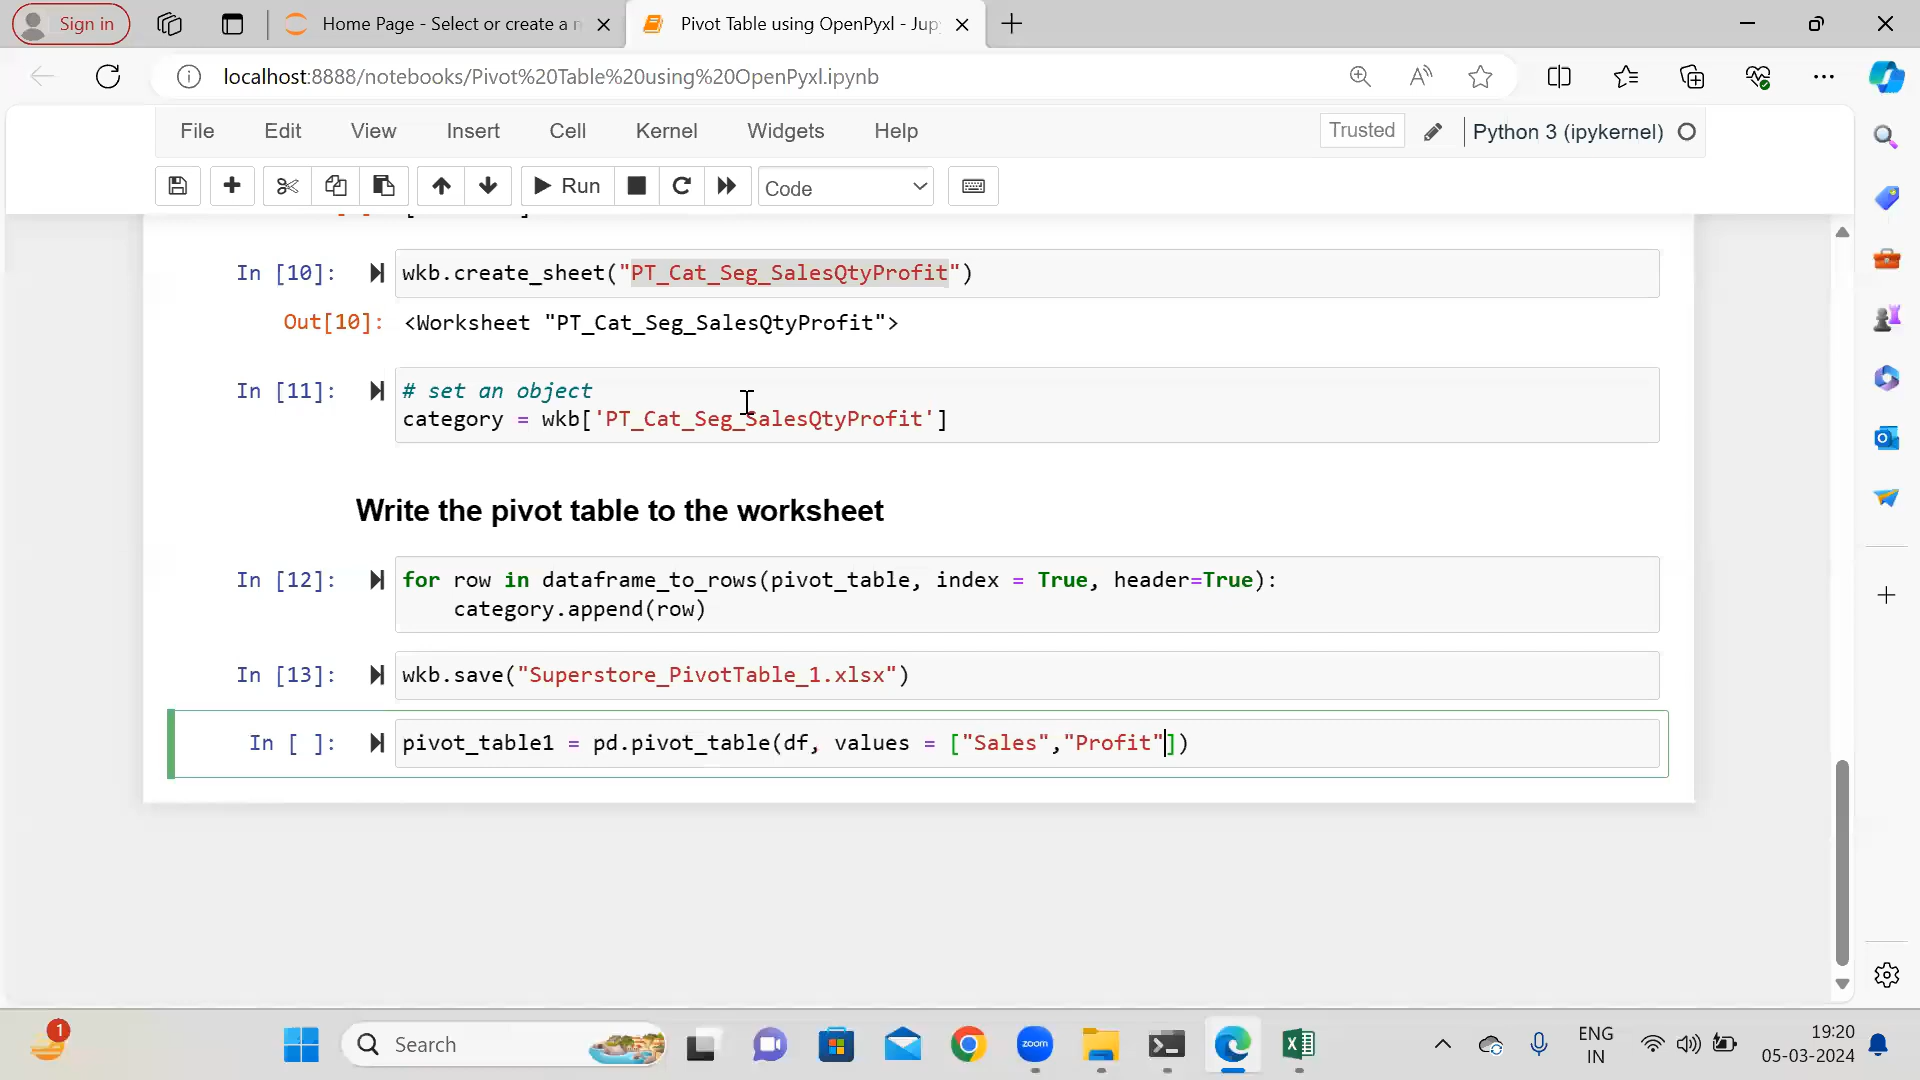 Sign in
Home Page - Select or create a n
Pivot Table using OpenPyxl - Jup
localhost:8888/notebooks/Pivot%20Table%20using%20OpenPyxl.ipynb
File Edit View Insert Cell Kernel Widgets Help
Trusted
Python 3 (ipykernel)
Run
Code
In [10]: wkb.create_sheet("PT_Cat_Seg_SalesQtyProfit")
Out[10]: <Worksheet "PT_Cat_Seg_SalesQtyProfit">
In [11]: # set an object
category = wkb['PT_Cat_Seg_SalesQtyProfit']
Write the pivot table to the worksheet
In [12]: for row in dataframe_to_rows(pivot_table, index = True, header=True):
category.append(row)
In [13]: wkb.save("Superstore_PivotTable_1.xlsx")
In [ ]: pivot_table1 = pd.pivot_table(df, values = ["Sales","Profit"])
1
Search
zoom
ENG
IN
19:20
05-03-2024